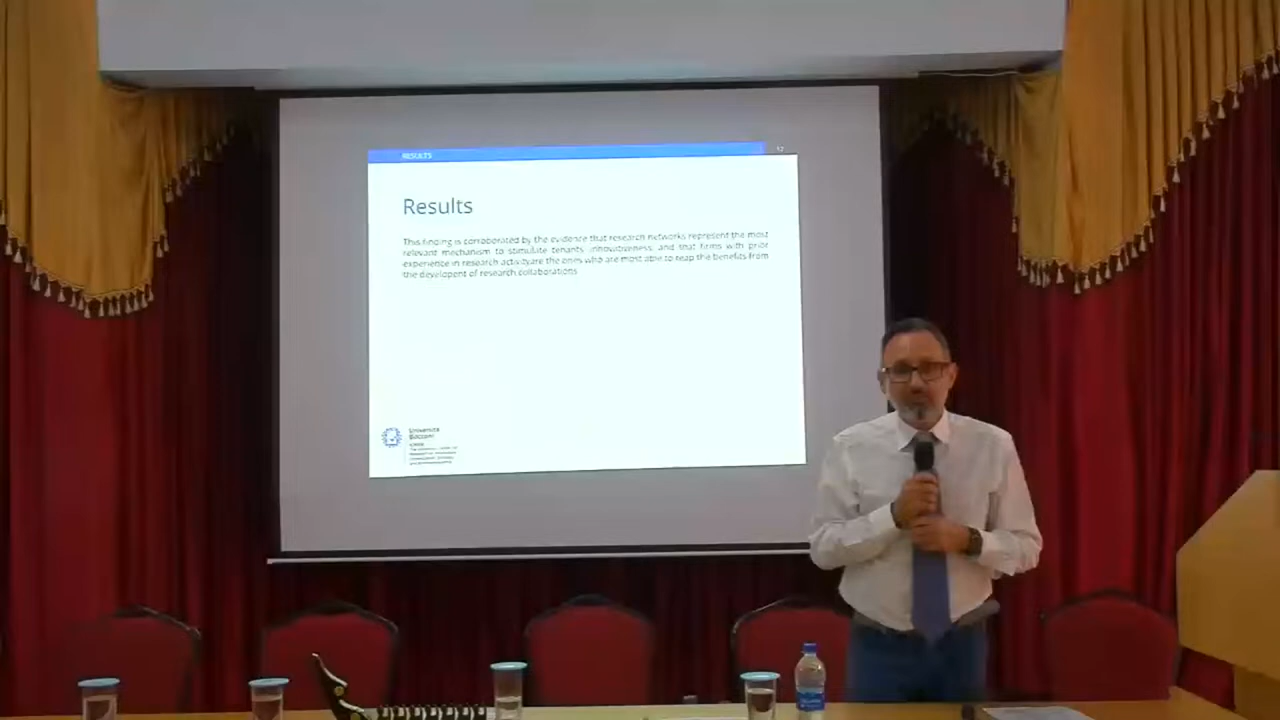 RESULTS
Results
This finding is corroborated by the evidence that research networks represent the most
relevant mechanism to stimulate tenants' innovativeness, and that firms with prior
experience in research activity are the ones who are most able to reap the benefits from
the development of research collaborations
Università
Bocconi